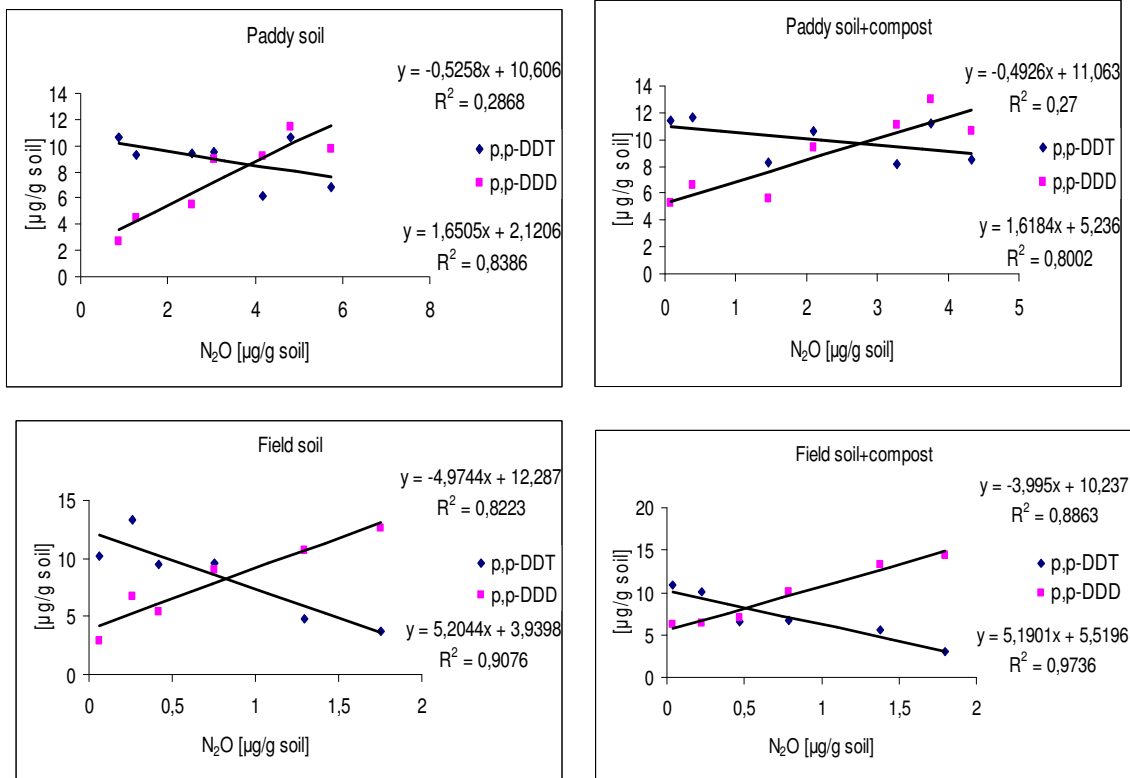 Paddy soil
y = -0,5258x + 10,606
R² = 0,2868
14
12
10
8
6
4
2
0
[µg/g soil]
p,p-DDT
p,p-DDD
y = 1,6505x + 2,1206
R² = 0,8386
0 2 4 6 8
N₂O [µg/g soil]
Paddy soil+compost
y = -0,4926x + 11,063
R² = 0,27
14
12
10
8
6
4
2
0
[µg/g soil]
p,p-DDT
p,p-DDD
y = 1,6184x + 5,236
R² = 0,8002
0 1 2 3 4 5
N₂O [µg/g soil]
Field soil
y = -4,9744x + 12,287
R² = 0,8223
15
10
5
0
[µg/g soil]
p,p-DDT
p,p-DDD
y = 5,2044x + 3,9398
R² = 0,9076
0 0,5 1 1,5 2
N₂O [µg/g soil]
Field soil+compost
y = -3,995x + 10,237
R² = 0,8863
20
15
10
5
0
[µg/g soil]
p,p-DDT
p,p-DDD
y = 5,1901x + 5,5196
R² = 0,9736
0 0,5 1 1,5 2
N₂O [µg/g soil]